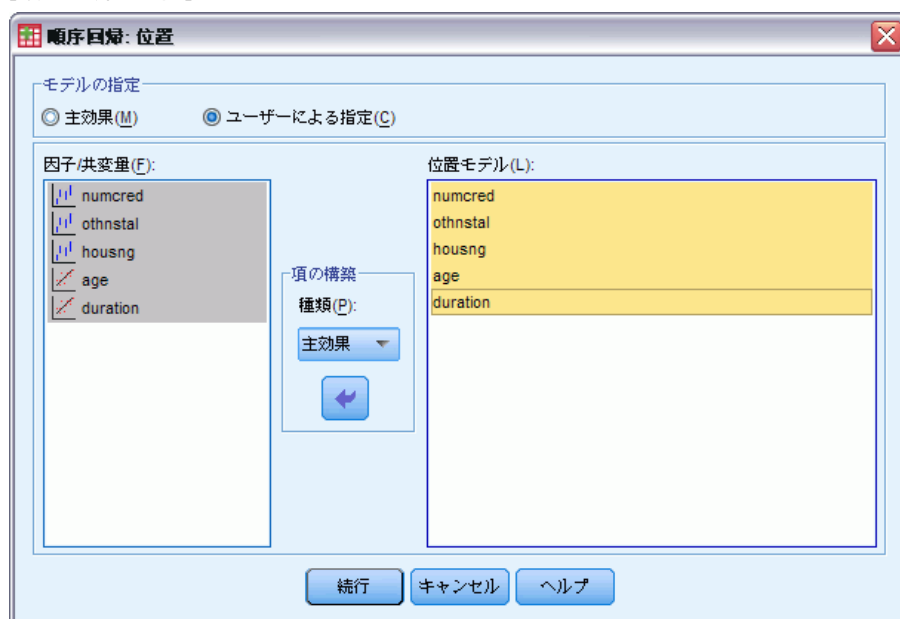 順序回帰: 位置
モデルの指定
主効果(M)
ユーザーによる指定(C)
因子/共変量(F):
numcred
othnstal
housng
age
duration
項の構築
種類(P):
主効果
位置モデル(L):
numcred
othnstal
housng
age
duration
続行
キャンセル
ヘルプ